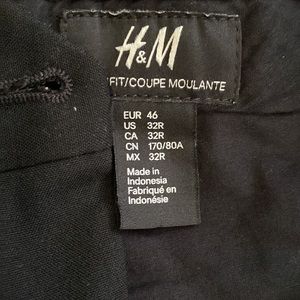 H&M
FIT/COUPE MOULANTE
EUR 46
US 32R
CA 32R
CN 170/80A
MX 32R
Made in
Indonesia
Fabriqué en
Indonésie